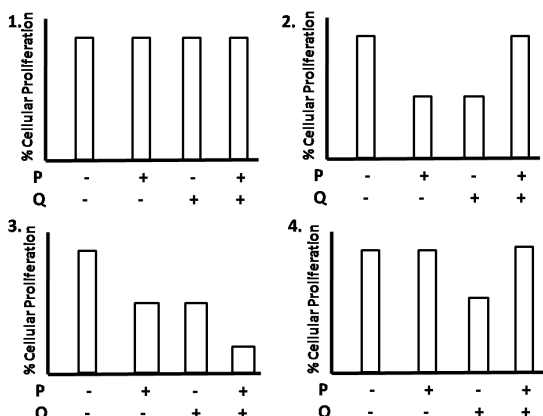 1.
% Cellular Proliferation
P - + - +
Q - - + +
2.
% Cellular Proliferation
P - + - +
Q - - + +
3.
% Cellular Proliferation
P - + - +
Q - - + +
4.
% Cellular Proliferation
P - + - +
Q - - + +